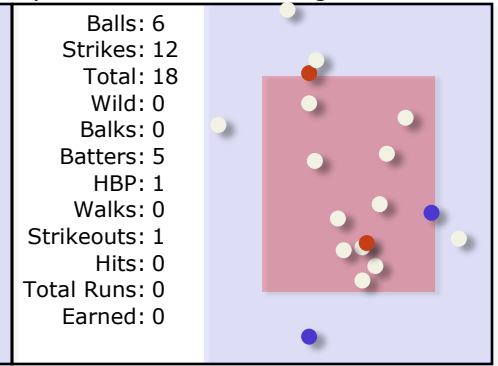 Balls: 6
Strikes: 12
Total: 18
Wild: 0
Balks: 0
Batters: 5
HBP: 1
Walks: 0
Strikeouts: 1
Hits: 0
Total Runs: 0
Earned: 0